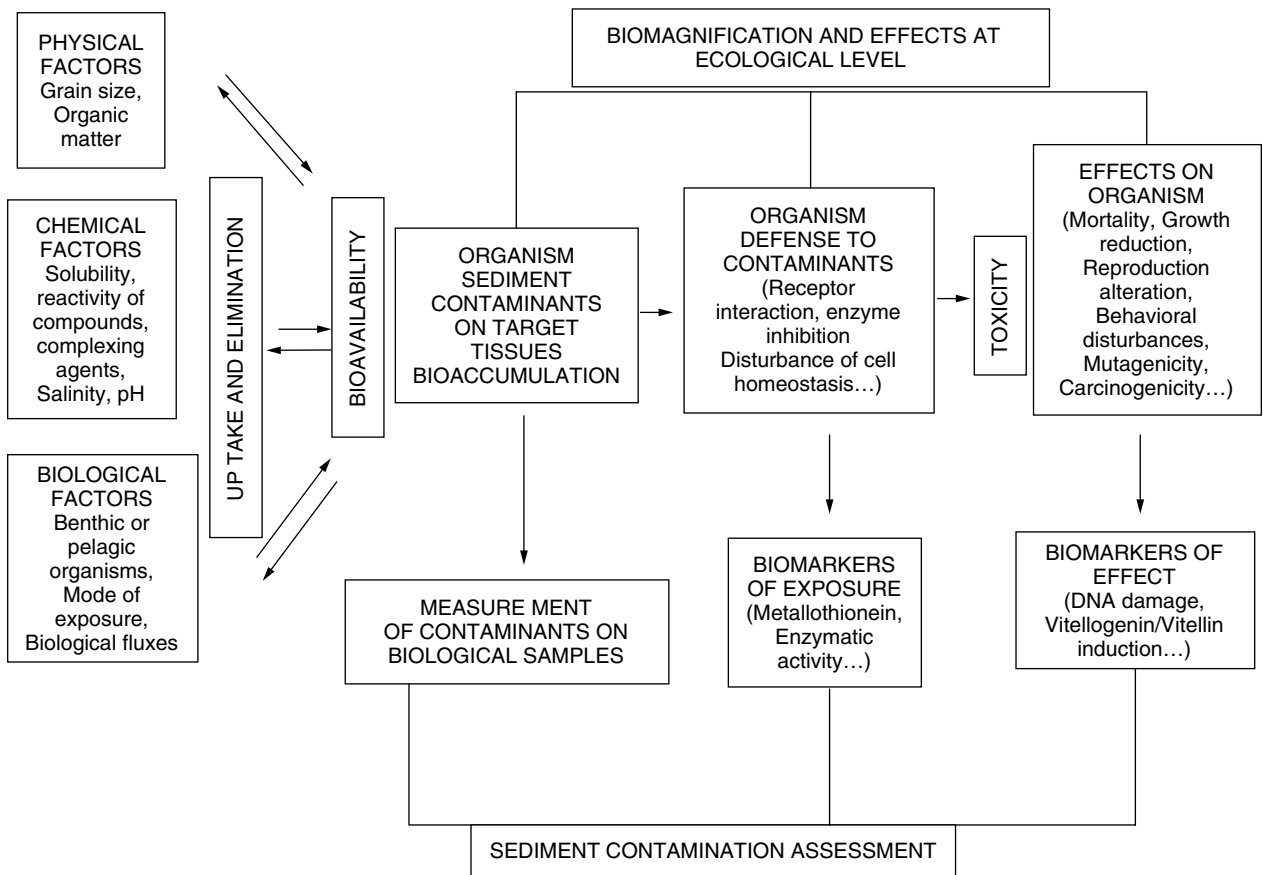 PHYSICAL
FACTORS
Grain size,
Organic
matter
CHEMICAL
FACTORS
Solubility,
reactivity of
compounds,
complexing
agents,
Salinity, pH
BIOLOGICAL
FACTORS
Benthic or
pelagic
organisms,
Mode of
exposure,
Biological fluxes
UP TAKE AND ELIMINATION
BIOAVAILABILITY
BIOMAGNIFICATION AND EFFECTS AT
ECOLOGICAL LEVEL
ORGANISM
SEDIMENT
CONTAMINANTS
ON TARGET
TISSUES
BIOACCUMULATION
ORGANISM
DEFENSE TO
CONTAMINANTS
(Receptor
interaction, enzyme
inhibition
Disturbance of cell
homeostasis…)
TOXICITY
EFFECTS ON
ORGANISM
(Mortality, Growth
reduction,
Reproduction
alteration,
Behavioral
disturbances,
Mutagenicity,
Carcinogenicity…)
MEASURE MENT
OF CONTAMINANTS ON
BIOLOGICAL SAMPLES
BIOMARKERS
OF EXPOSURE
(Metallothionein,
Enzymatic
activity…)
BIOMARKERS OF
EFFECT
(DNA damage,
Vitellogenin/Vitellin
induction…)
SEDIMENT CONTAMINATION ASSESSMENT